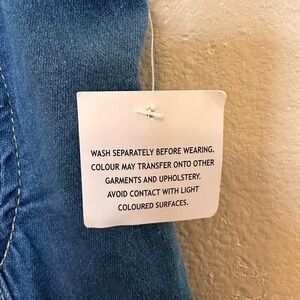 WASH SEPARATELY BEFORE WEARING.
COLOUR MAY TRANSFER ONTO OTHER
GARMENTS AND UPHOLSTERY.
AVOID CONTACT WITH LIGHT
COLOURED SURFACES.